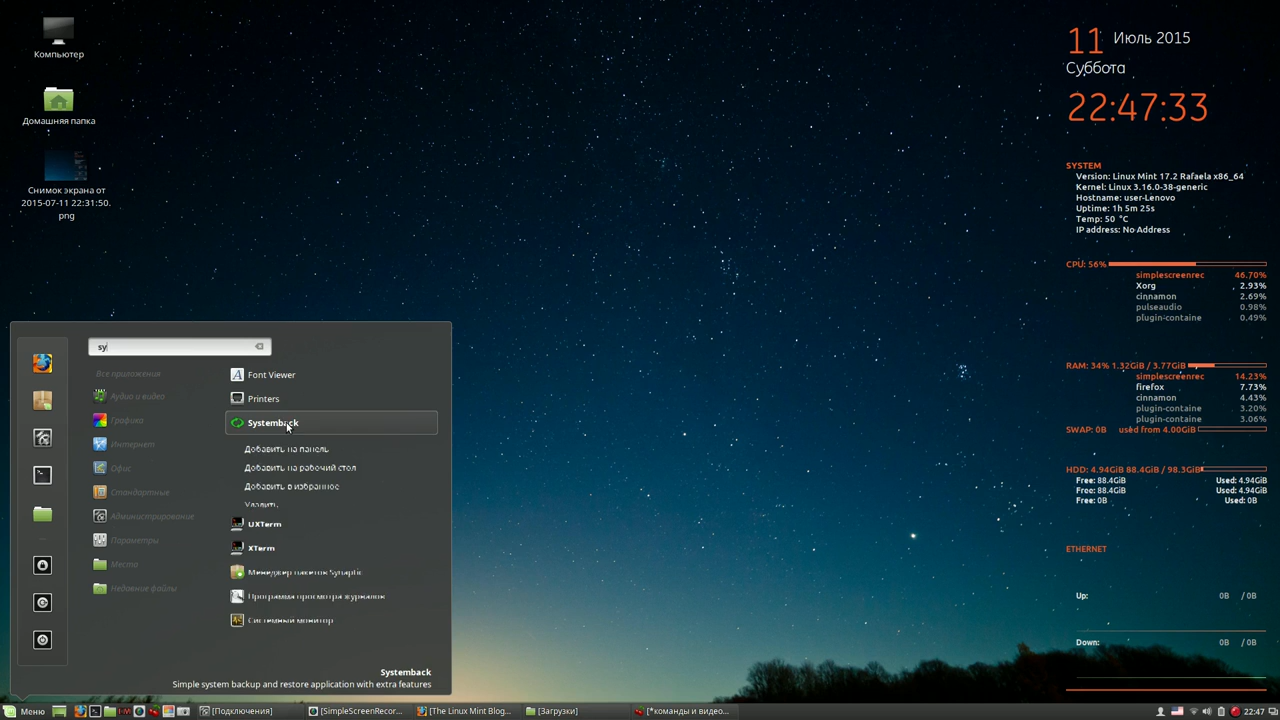 Компьютер
Домашняя папка
Снимок экрана от
2015-07-11 22:31:50.
png
11 Июль 2015
Суббота
22:47:33
SYSTEM
Version: Linux Mint 17.2 Rafaela x86_64
Kernel: Linux 3.16.0-38-generic
Hostname: user-Lenovo
Uptime: 1h 5m 25s
Temp: 50 °C
IP address: No Address
CPU: 56%
simplescreenrec 46.70%
Xorg 2.93%
cinnamon 2.69%
pulseaudio 0.98%
plugin-containe 0.49%
RAM: 34% 1.32GiB / 3.77GiB
simplescreenrec 14.23%
firefox 7.73%
cinnamon 4.43%
plugin-containe 3.20%
plugin-containe 3.06%
SWAP: 0B used from 4.00GiB
HDD: 4.94GiB 88.4GiB / 98.3GiB
Free: 88.4GiB Used: 4.94GiB
Free: 88.4GiB Used: 4.94GiB
Free: 0B Used: 0B
ETHERNET
Up: 0B / 0B
Down: 0B / 0B
sy
Все приложения
Аудио и видео
Графика
Интернет
Офис
Стандартные
Администрирование
Параметры
Места
Недавние файлы
Font Viewer
Printers
Systemback
Добавить на панель
Добавить на рабочий стол
Добавить в избранное
Удалить
UXTerm
XTerm
Менеджер пакетов Synaptic
Программа просмотра журналов
Системный монитор
Systemback
Simple system backup and restore application with extra features
Меню
[Подключения]
[SimpleScreenRecor...
[The Linux Mint Blog...
[Загрузки]
[*команды и видео...
22:47